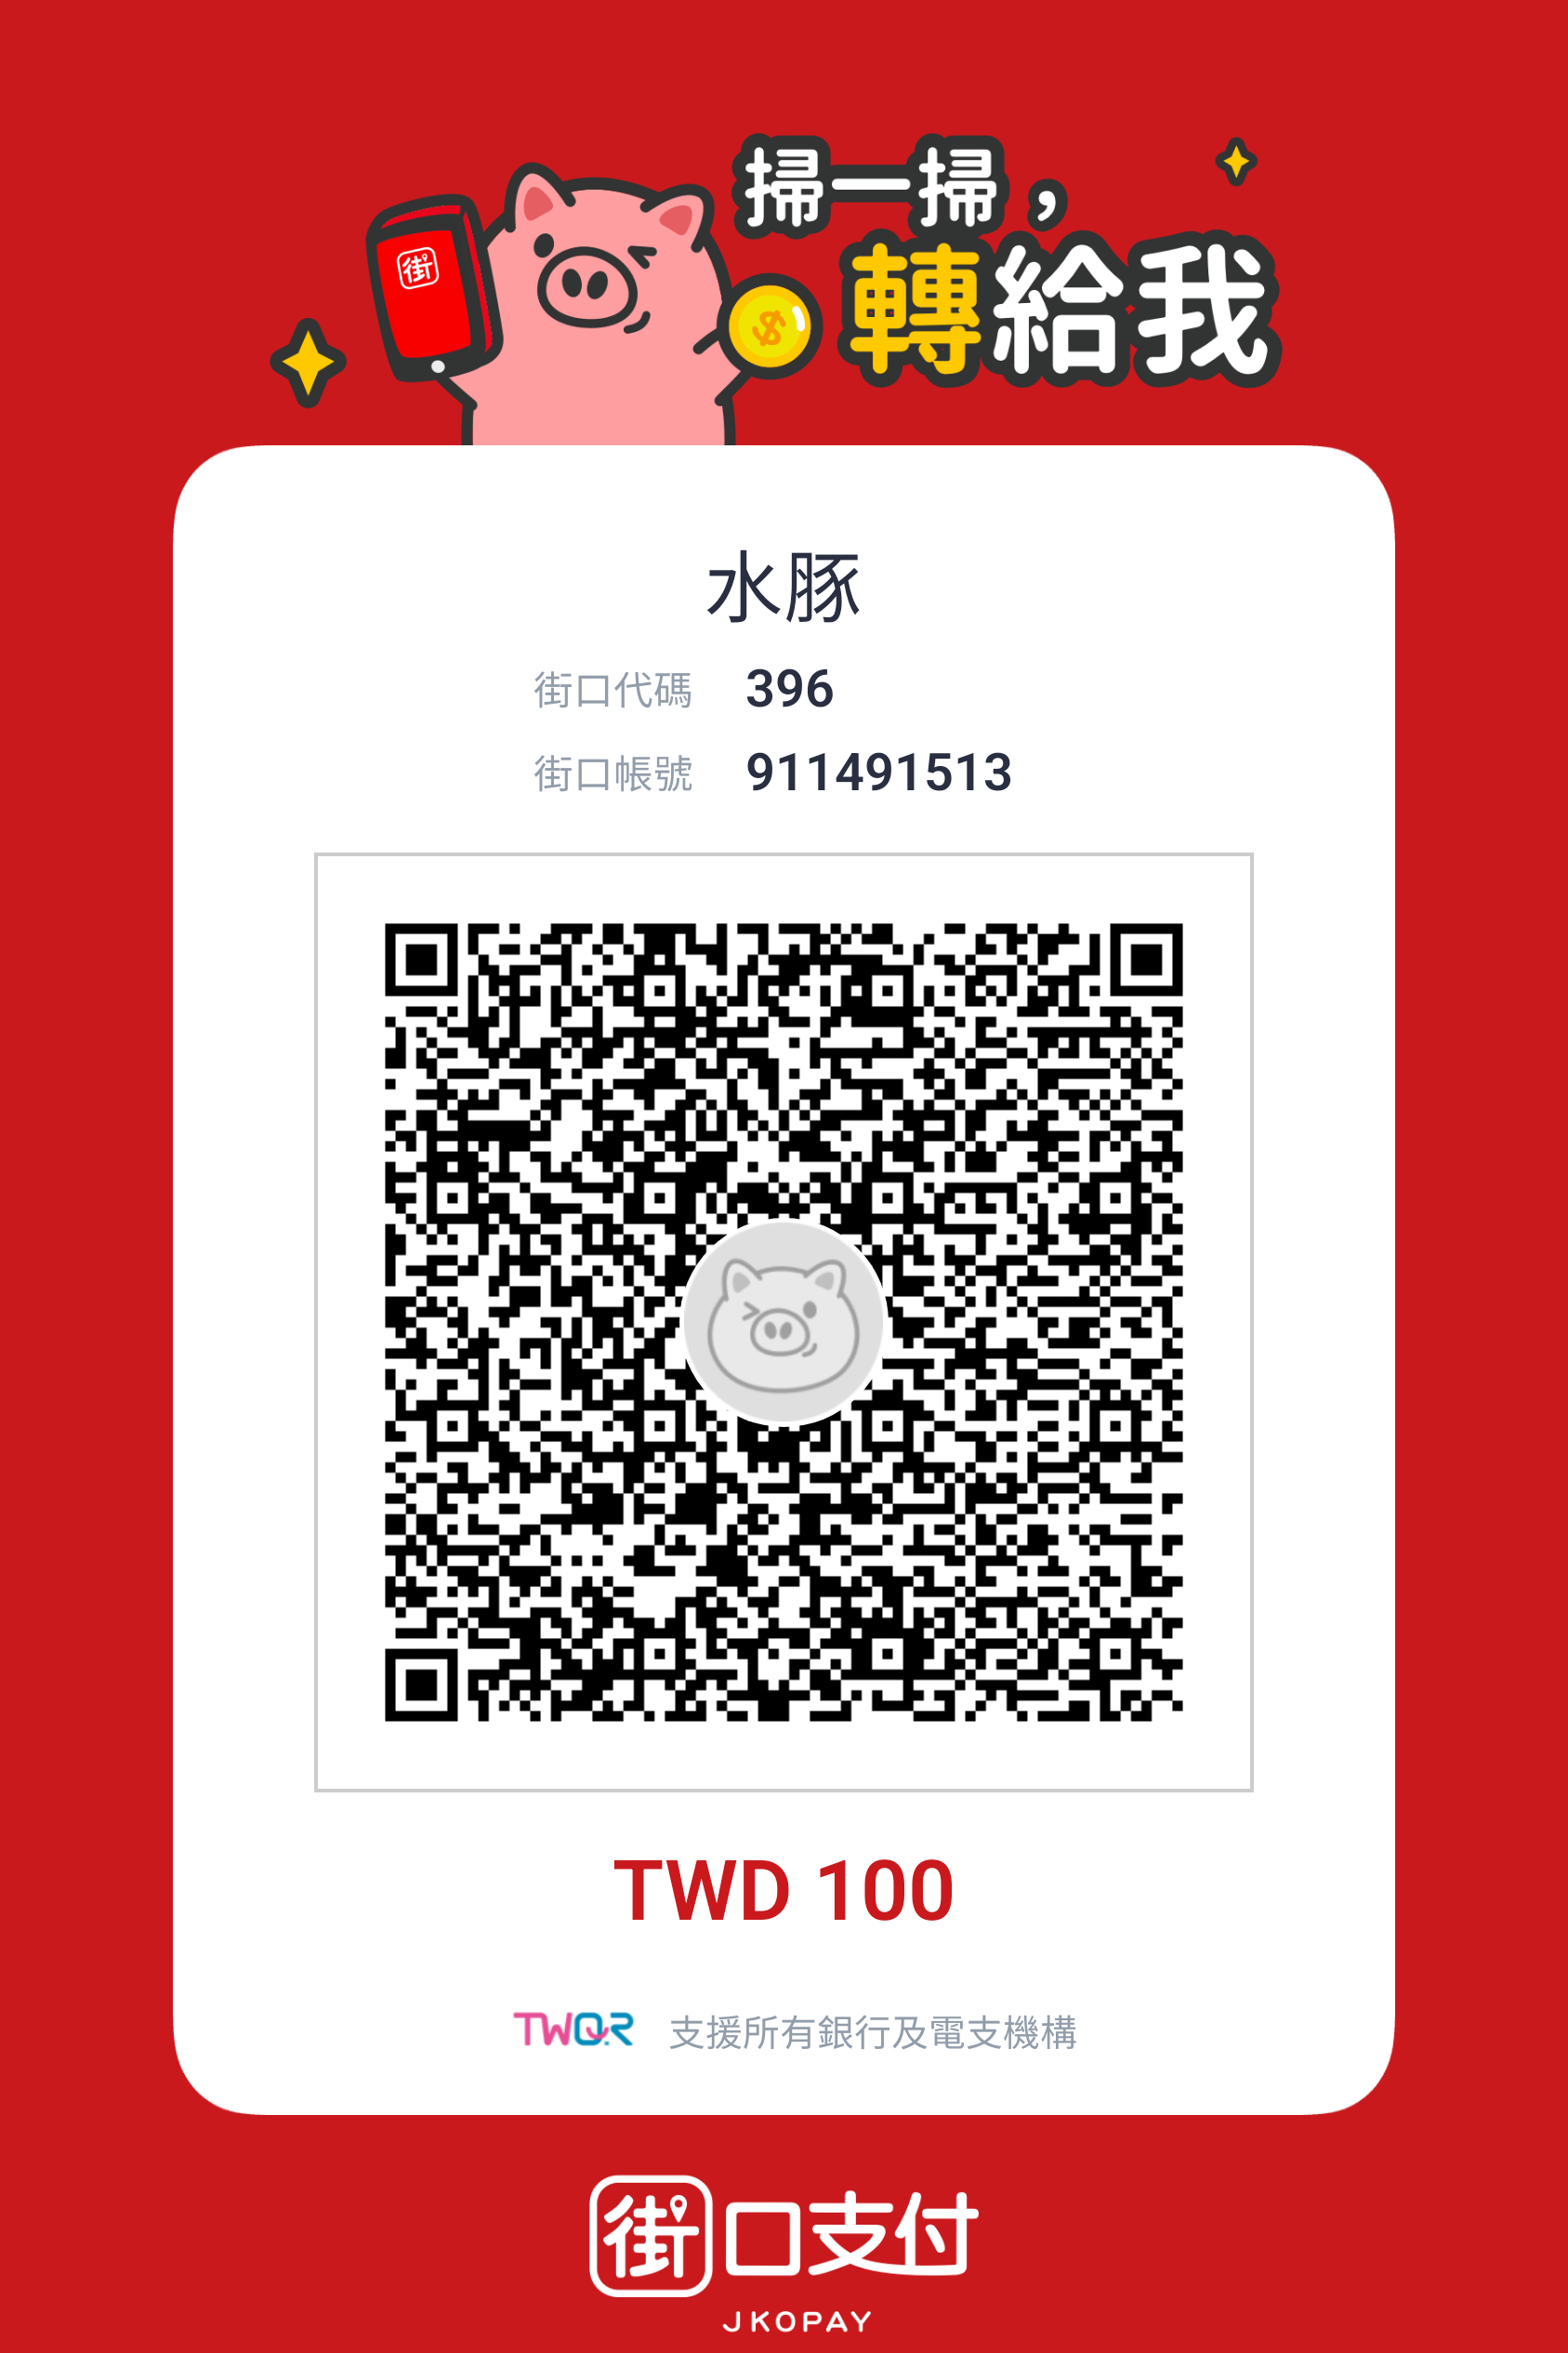 掃一掃，
轉給我
街
水豚
街口代碼 396
街口帳號 911491513
TWD 100
TWQR 支援所有銀行及電支機構
街口支付
JKOPAY